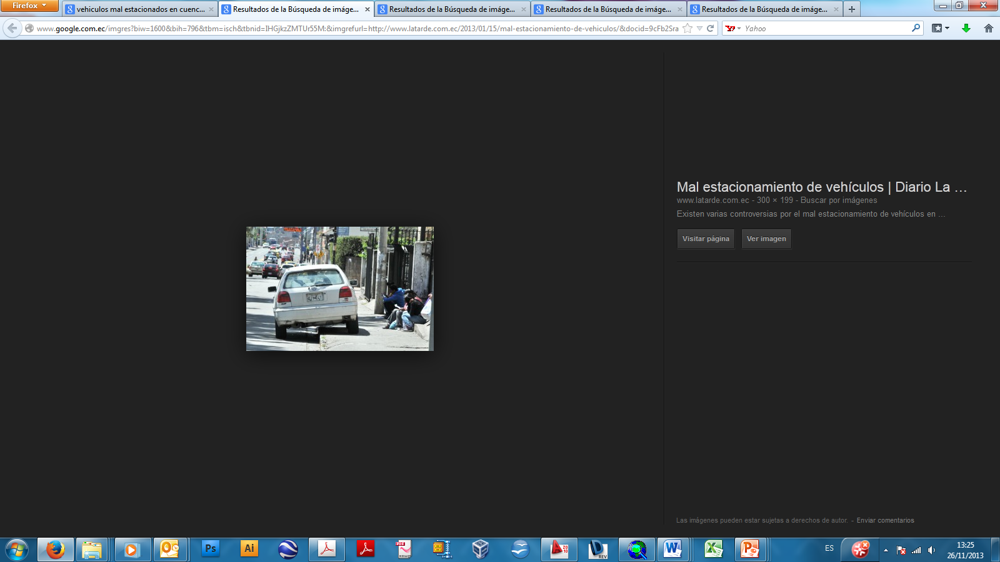 Firefox
vehiculos mal estacionados en cuenc...
Resultados de la Búsqueda de imáge...
Resultados de la Búsqueda de imáge...
Resultados de la Búsqueda de imáge...
Resultados de la Búsqueda de imáge...
www.google.com.ec/imgres?biw=1600&bih=796&tbm=isch&tbnid=IHGjkzZMTUr55M:&imgrefurl=http://www.latarde.com.ec/2013/01/15/mal-estacionamiento-de-vehiculos/&docid=9cFb2Sra
Yahoo
Mal estacionamiento de vehículos | Diario La ...
www.latarde.com.ec - 300 × 199 - Buscar por imágenes
Existen varias controversias por el mal estacionamiento de vehículos en ...
Visitar página
Ver imagen
Las imágenes pueden estar sujetas a derechos de autor. - Enviar comentarios
Ps
Ai
PDF
2010
REV
ES
13:25
26/11/2013